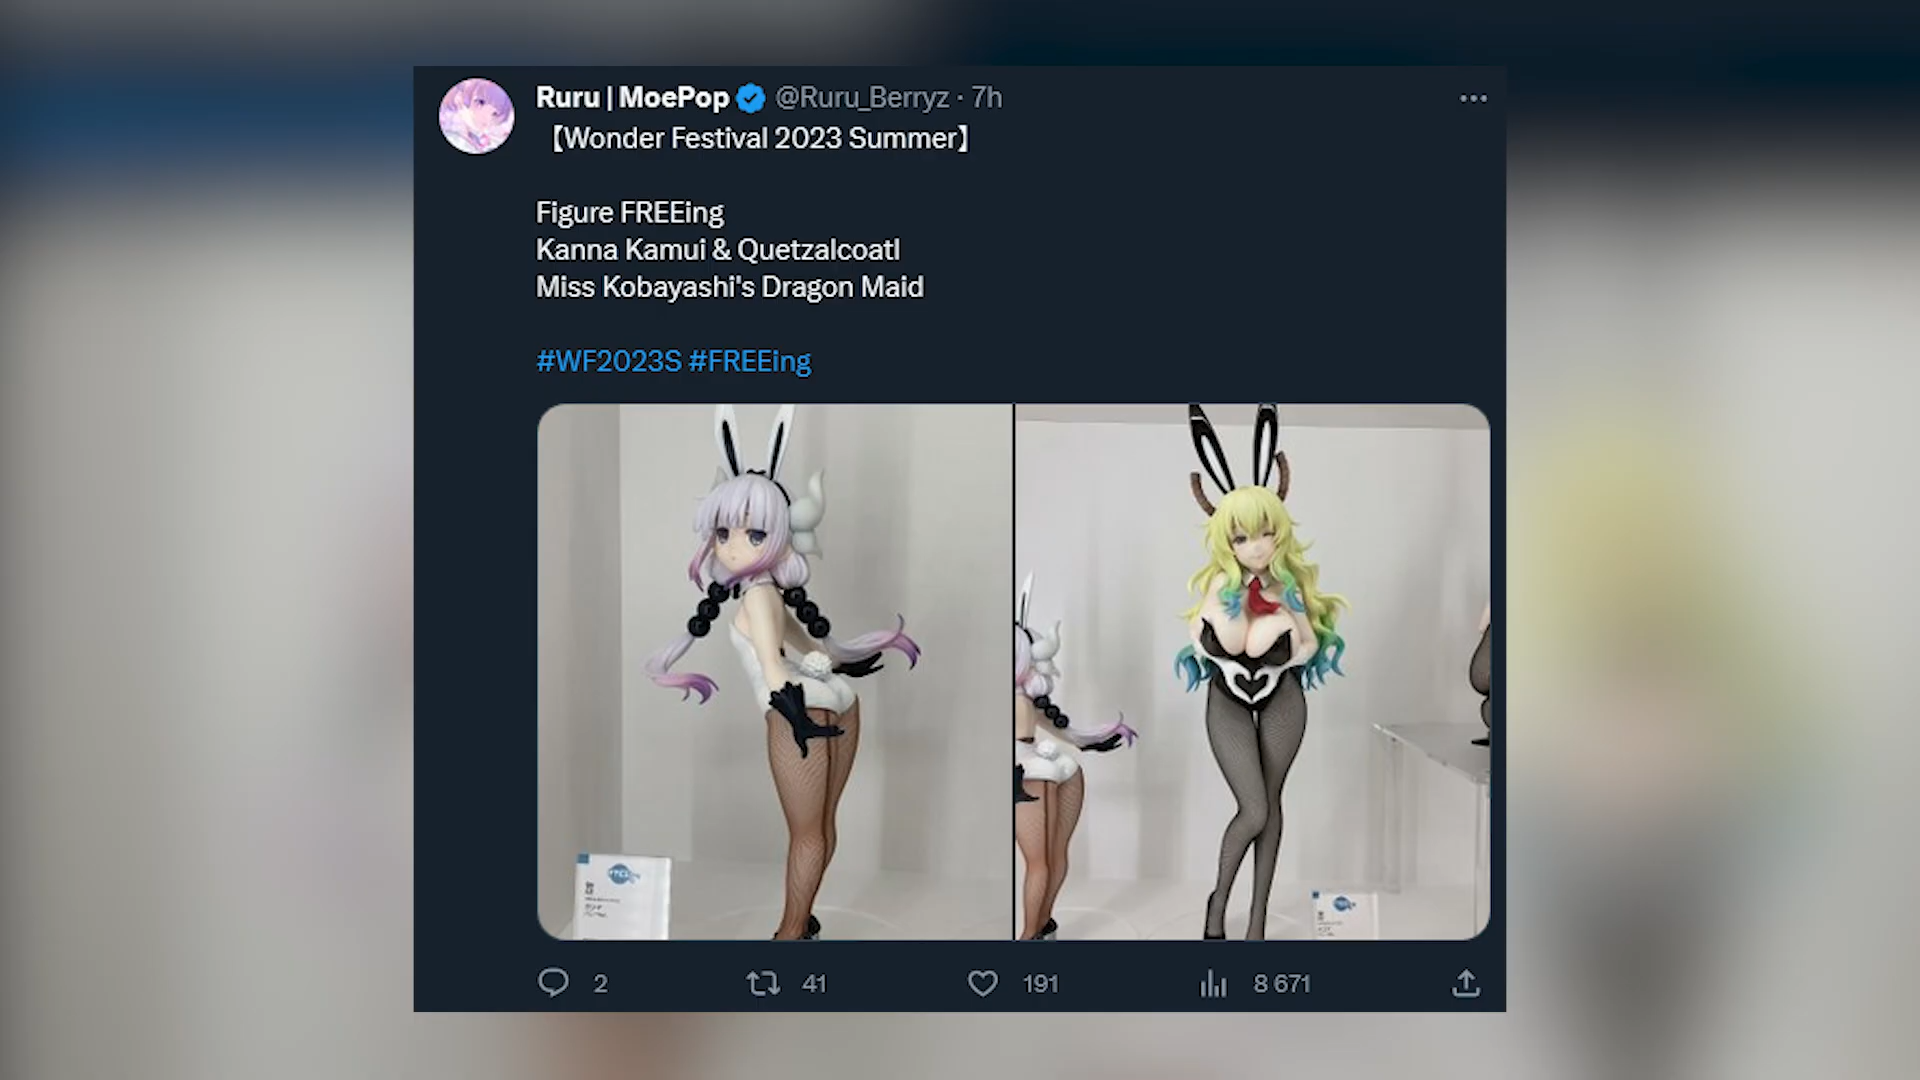 Ruru | MoePop @Ruru_Berryz · 7h
【Wonder Festival 2023 Summer】
Figure FREEing
Kanna Kamui & Quetzalcoatl
Miss Kobayashi's Dragon Maid
#WF2023S #FREEing
2 41 191 8 671